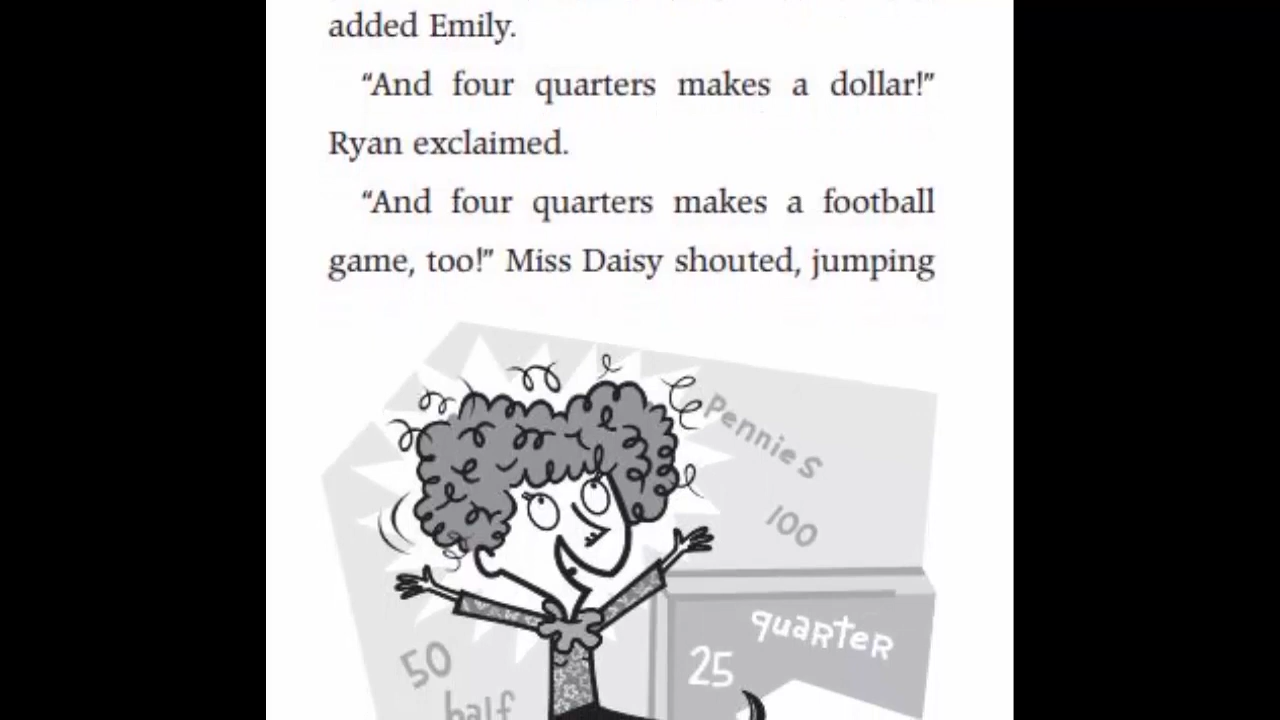 added Emily.
“And four quarters makes a dollar!”
Ryan exclaimed.
“And four quarters makes a football
game, too!” Miss Daisy shouted, jumping
Pennies
100
quarter
25
50
half